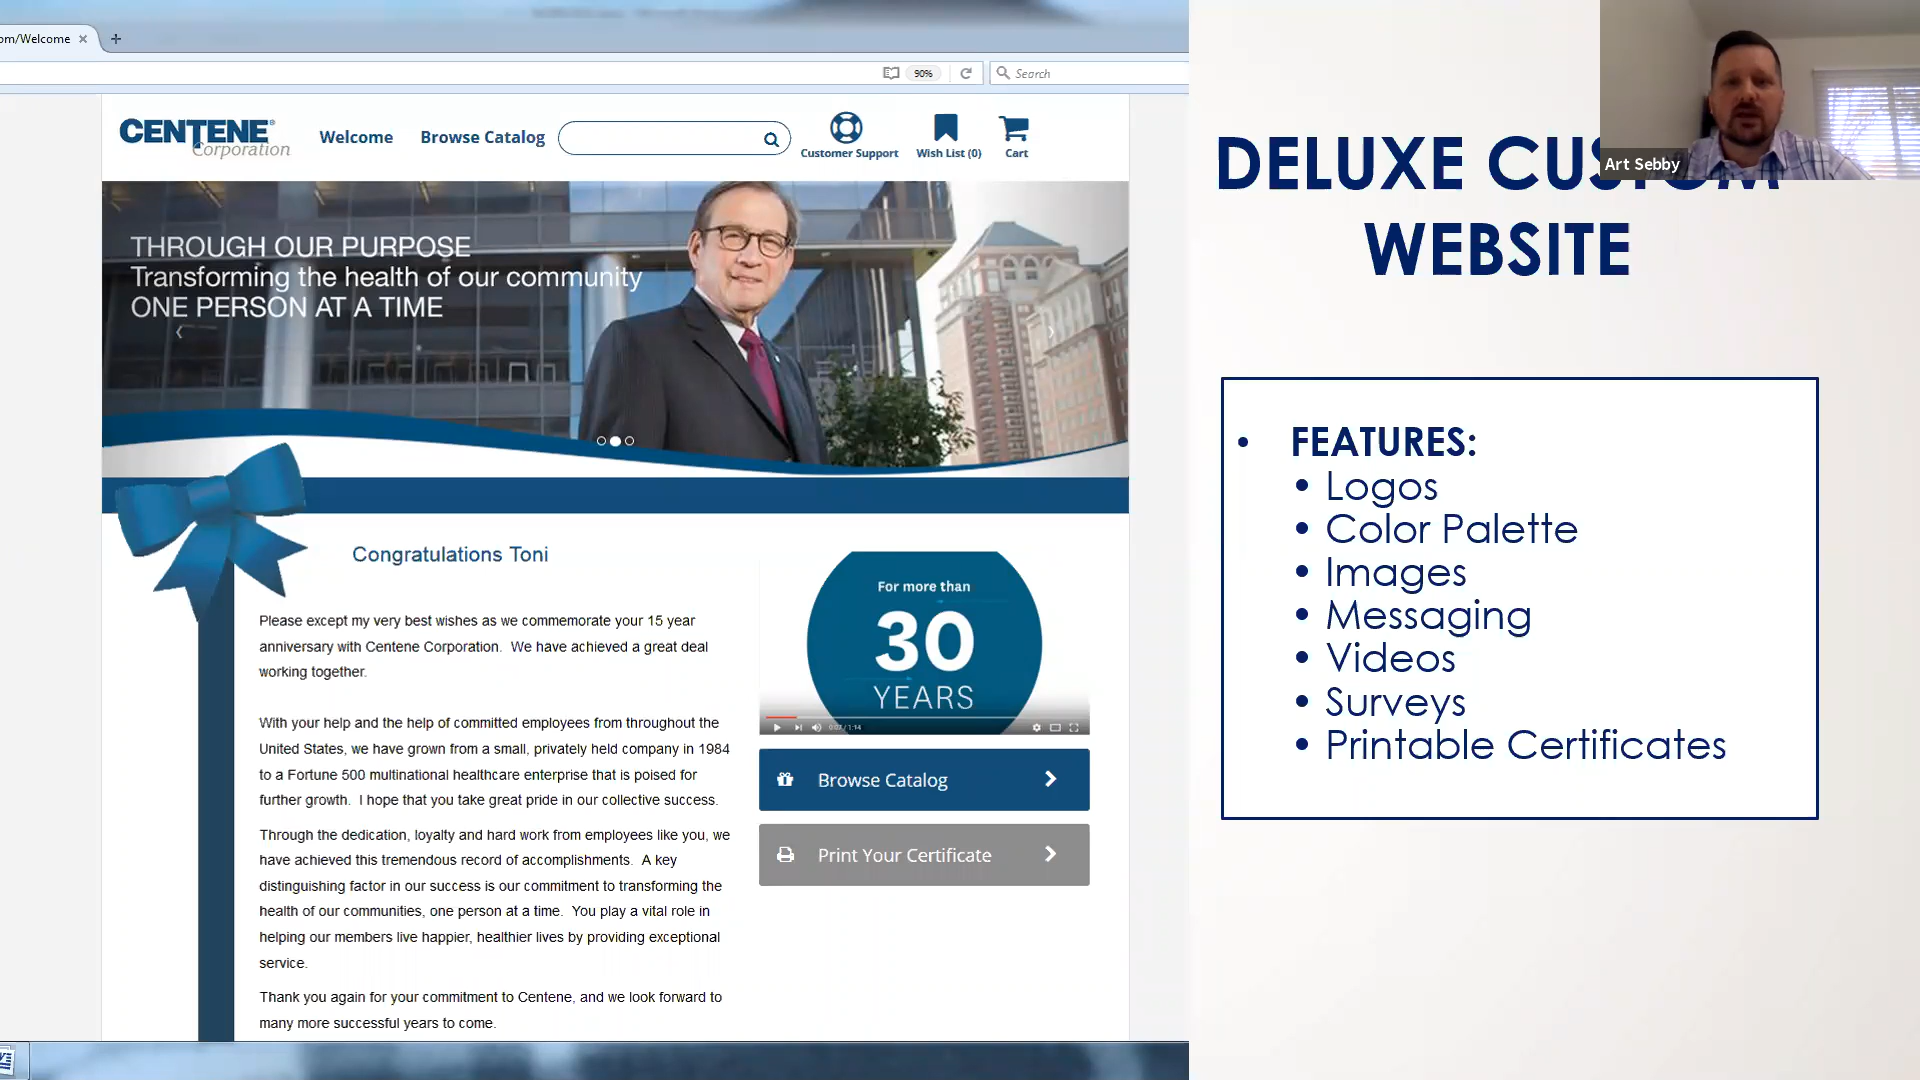 om/Welcome
90%
Search
CENTENE®
Corporation
Welcome
Browse Catalog
Customer Support
Wish List (0)
Cart
THROUGH OUR PURPOSE
Transforming the health of our community
ONE PERSON AT A TIME
Congratulations Toni
Please except my very best wishes as we commemorate your 15 year
anniversary with Centene Corporation.  We have achieved a great deal
working together.
With your help and the help of committed employees from throughout the
United States, we have grown from a small, privately held company in 1984
to a Fortune 500 multinational healthcare enterprise that is poised for
further growth.  I hope that you take great pride in our collective success.
Through the dedication, loyalty and hard work from employees like you, we
have achieved this tremendous record of accomplishments.  A key
distinguishing factor in our success is our commitment to transforming the
health of our communities, one person at a time.  You play a vital role in
helping our members live happier, healthier lives by providing exceptional
service.
Thank you again for your commitment to Centene, and we look forward to
many more successful years to come.
For more than
30
YEARS
0:07 / 1:14
Browse Catalog
Print Your Certificate
DELUXE CUSTOM
WEBSITE
Art Sebby
• FEATURES:
• Logos
• Color Palette
• Images
• Messaging
• Videos
• Surveys
• Printable Certificates